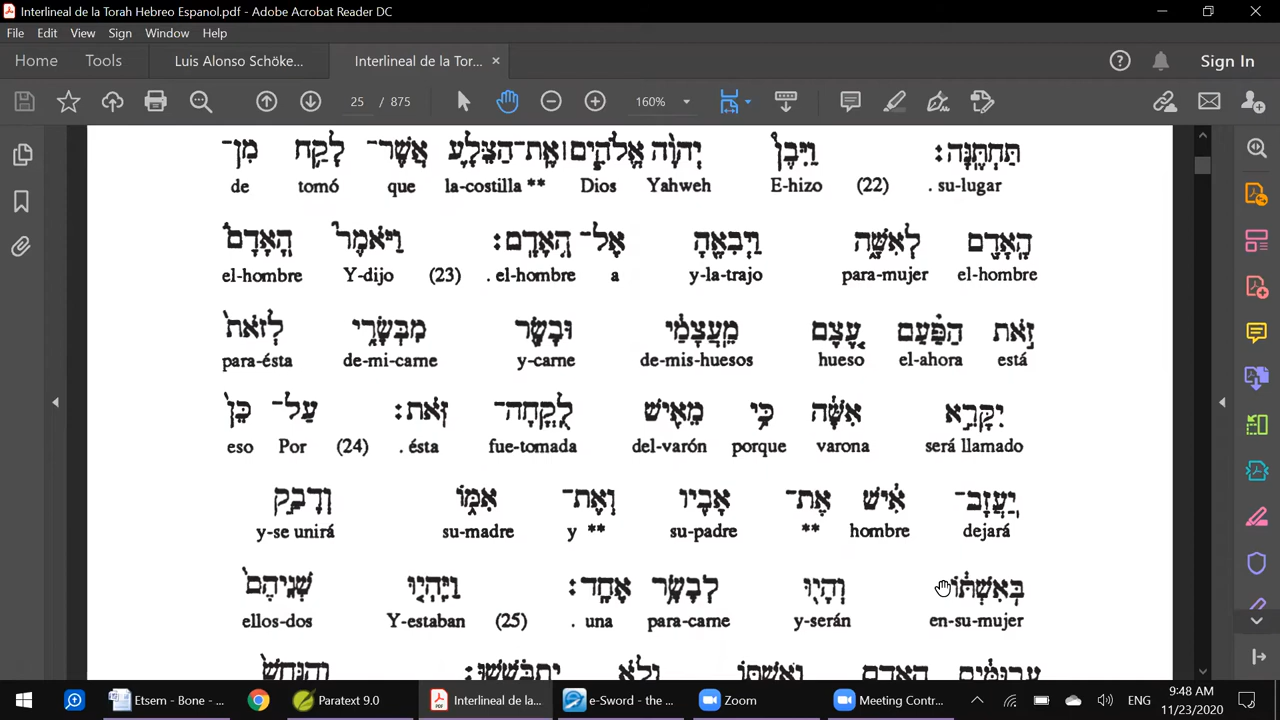 Interlineal de la Torah Hebreo Espanol.pdf - Adobe Acrobat Reader DC
File Edit View Sign Window Help
Home Tools Luis Alonso Schöke... Interlineal de la Tor... × Sign In
25 / 875 160%
תַּחְתֶּֽנָּה׃ וַיִּבֶן֩ יְהוָ֨ה אֱלֹהִ֧ים ׀ אֶֽת־הַצֵּלָ֛ע אֲשֶׁר־ לָקַ֥ח מִן־
de tomó que la-costilla ** Dios Yahweh E-hizo (22) . su-lugar
הָֽאָדָ֖ם לְאִשָּׁ֑ה וַיְבִאֶ֖הָ אֶל־ הָֽאָדָֽם׃ וַיֹּאמֶר֮ הָֽאָדָם֒
el-hombre Y-dijo (23) . el-hombre a y-la-trajo para-mujer el-hombre
זֹ֣את הַפַּ֗עַם עֶ֚צֶם מֵֽעֲצָמַ֔י וּבָשָׂ֖ר מִבְּשָׂרִ֑י לְזֹאת֙
para-ésta de-mi-carne y-carne de-mis-huesos hueso el-ahora está
יִקָּרֵ֣א אִשָּׁ֔ה כִּ֥י מֵאִ֖ישׁ לֻֽקֳחָה־ זֹּֽאת׃ עַל־ כֵּן֙
eso Por (24) . ésta fue-tomada del-varón porque varona será llamado
יַֽעֲזָב־ אִ֔ישׁ אֶת־ אָבִ֖יו וְאֶת־ אִמּ֑וֹ וְדָבַ֣ק
y-se unirá su-madre y ** su-padre ** hombre dejará
בְּאִשְׁתּ֔וֹ וְהָי֖וּ לְבָשָׂ֥ר אֶחָֽד׃ וַיִּֽהְי֤וּ שְׁנֵיהֶם֙
ellos-dos Y-estaban (25) . una para-carne y-serán en-su-mujer
Etsem - Bone - ... Paratext 9.0 Interlineal de la... e-Sword - the ... Zoom Meeting Contr... ENG 9:48 AM
11/23/2020